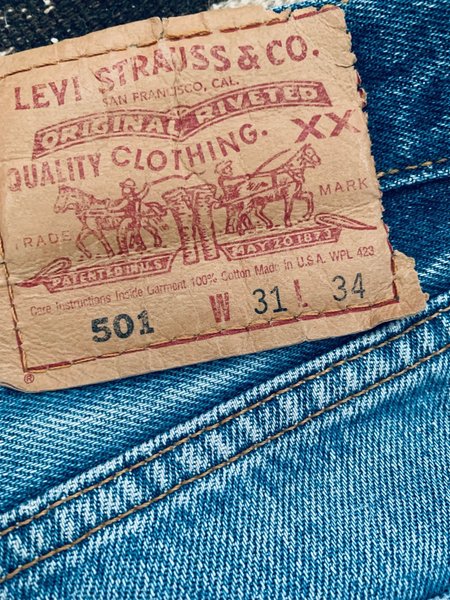 LEVI STRAUSS & CO.
SAN FRANCISCO, CAL.
ORIGINAL RIVETED
QUALITY CLOTHING. XX
TRADE MARK
PATENTED IN U.S. MAY 20 1873
Care Instructions Inside Garment 100% Cotton Made in U.S.A. WPL 423
501 W 31 L 34
®